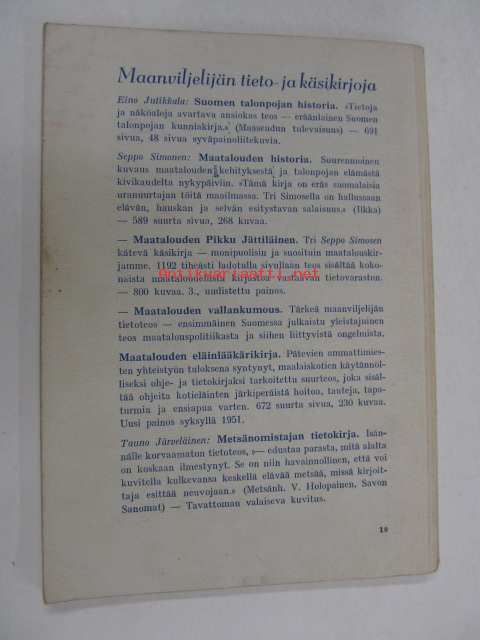 Maanviljelijän tieto- ja käsikirjoja
Eino Jutikkala: Suomen talonpojan historia. »Tietoja
ja näköaloja avartava ansiokas teos — eräänlainen Suomen
talonpojan kunniakirja.» (Maaseudun tulevaisuus) — 691
sivua, 48 sivua syväpainoliitekuvia.
Seppo Simonen: Maatalouden historia. Suurenmoinen
kuvaus maatalouden kehityksestä ja talonpojan elämästä
kivikaudelta nykypäiviin. »Tämä kirja on eräs suomalaisia
uranuurtajan töitä maailmassa. Tri Simosella on hallussaan
elävän, hauskan ja selvän esitystavan salaisuus.» (Ilkka)
— 589 suurta sivua, 268 kuvaa.
— Maatalouden Pikku Jättiläinen. Tri Seppo Simosen
kätevä käsikirja — monipuolisin ja suosituin maatalouskir-
jamme. 1192 tiheästi ladotulla sivullaan teos sisältää koko-
naista maataloudellista kirjastoa vastaavan tietovaraston.
— 800 kuvaa. 3., uudistettu painos.
— Maatalouden vallankumous. Tärkeä maanviljelijän
tietoteos — ensimmäinen Suomessa julkaistu yleistajuinen
teos maatalouspolitiikasta ja siihen liittyvistä ongelmista.
Maatalouden eläinlääkärikirja. Pätevien ammattimies-
ten yhteistyön tuloksena syntynyt, maalaiskotien käytännöl-
liseksi ohje- ja tietokirjaksi tarkoitettu suurteos, joka sisäl-
tää ohjeita kotieläinten järkiperäistä hoitoa, tauteja, tapa-
turmia ja ensiapua varten. 672 suurta sivua, 230 kuvaa.
Uusi painos syksyllä 1951.
Tauno Järveläinen: Metsänomistajan tietokirja. Isän-
nälle korvaamaton tietoteos, »— edustaa parasta, mitä alalta
on koskaan ilmestynyt. Se on niin havainnollinen, että voi
kuvitella kulkevansa keskellä elävää metsää, missä kirjoit-
taja esittää neuvojaan.» (Metsänh. V. Holopainen, Savon
Sanomat) — Tavattoman valaiseva kuvitus.
antikvariaatti.net